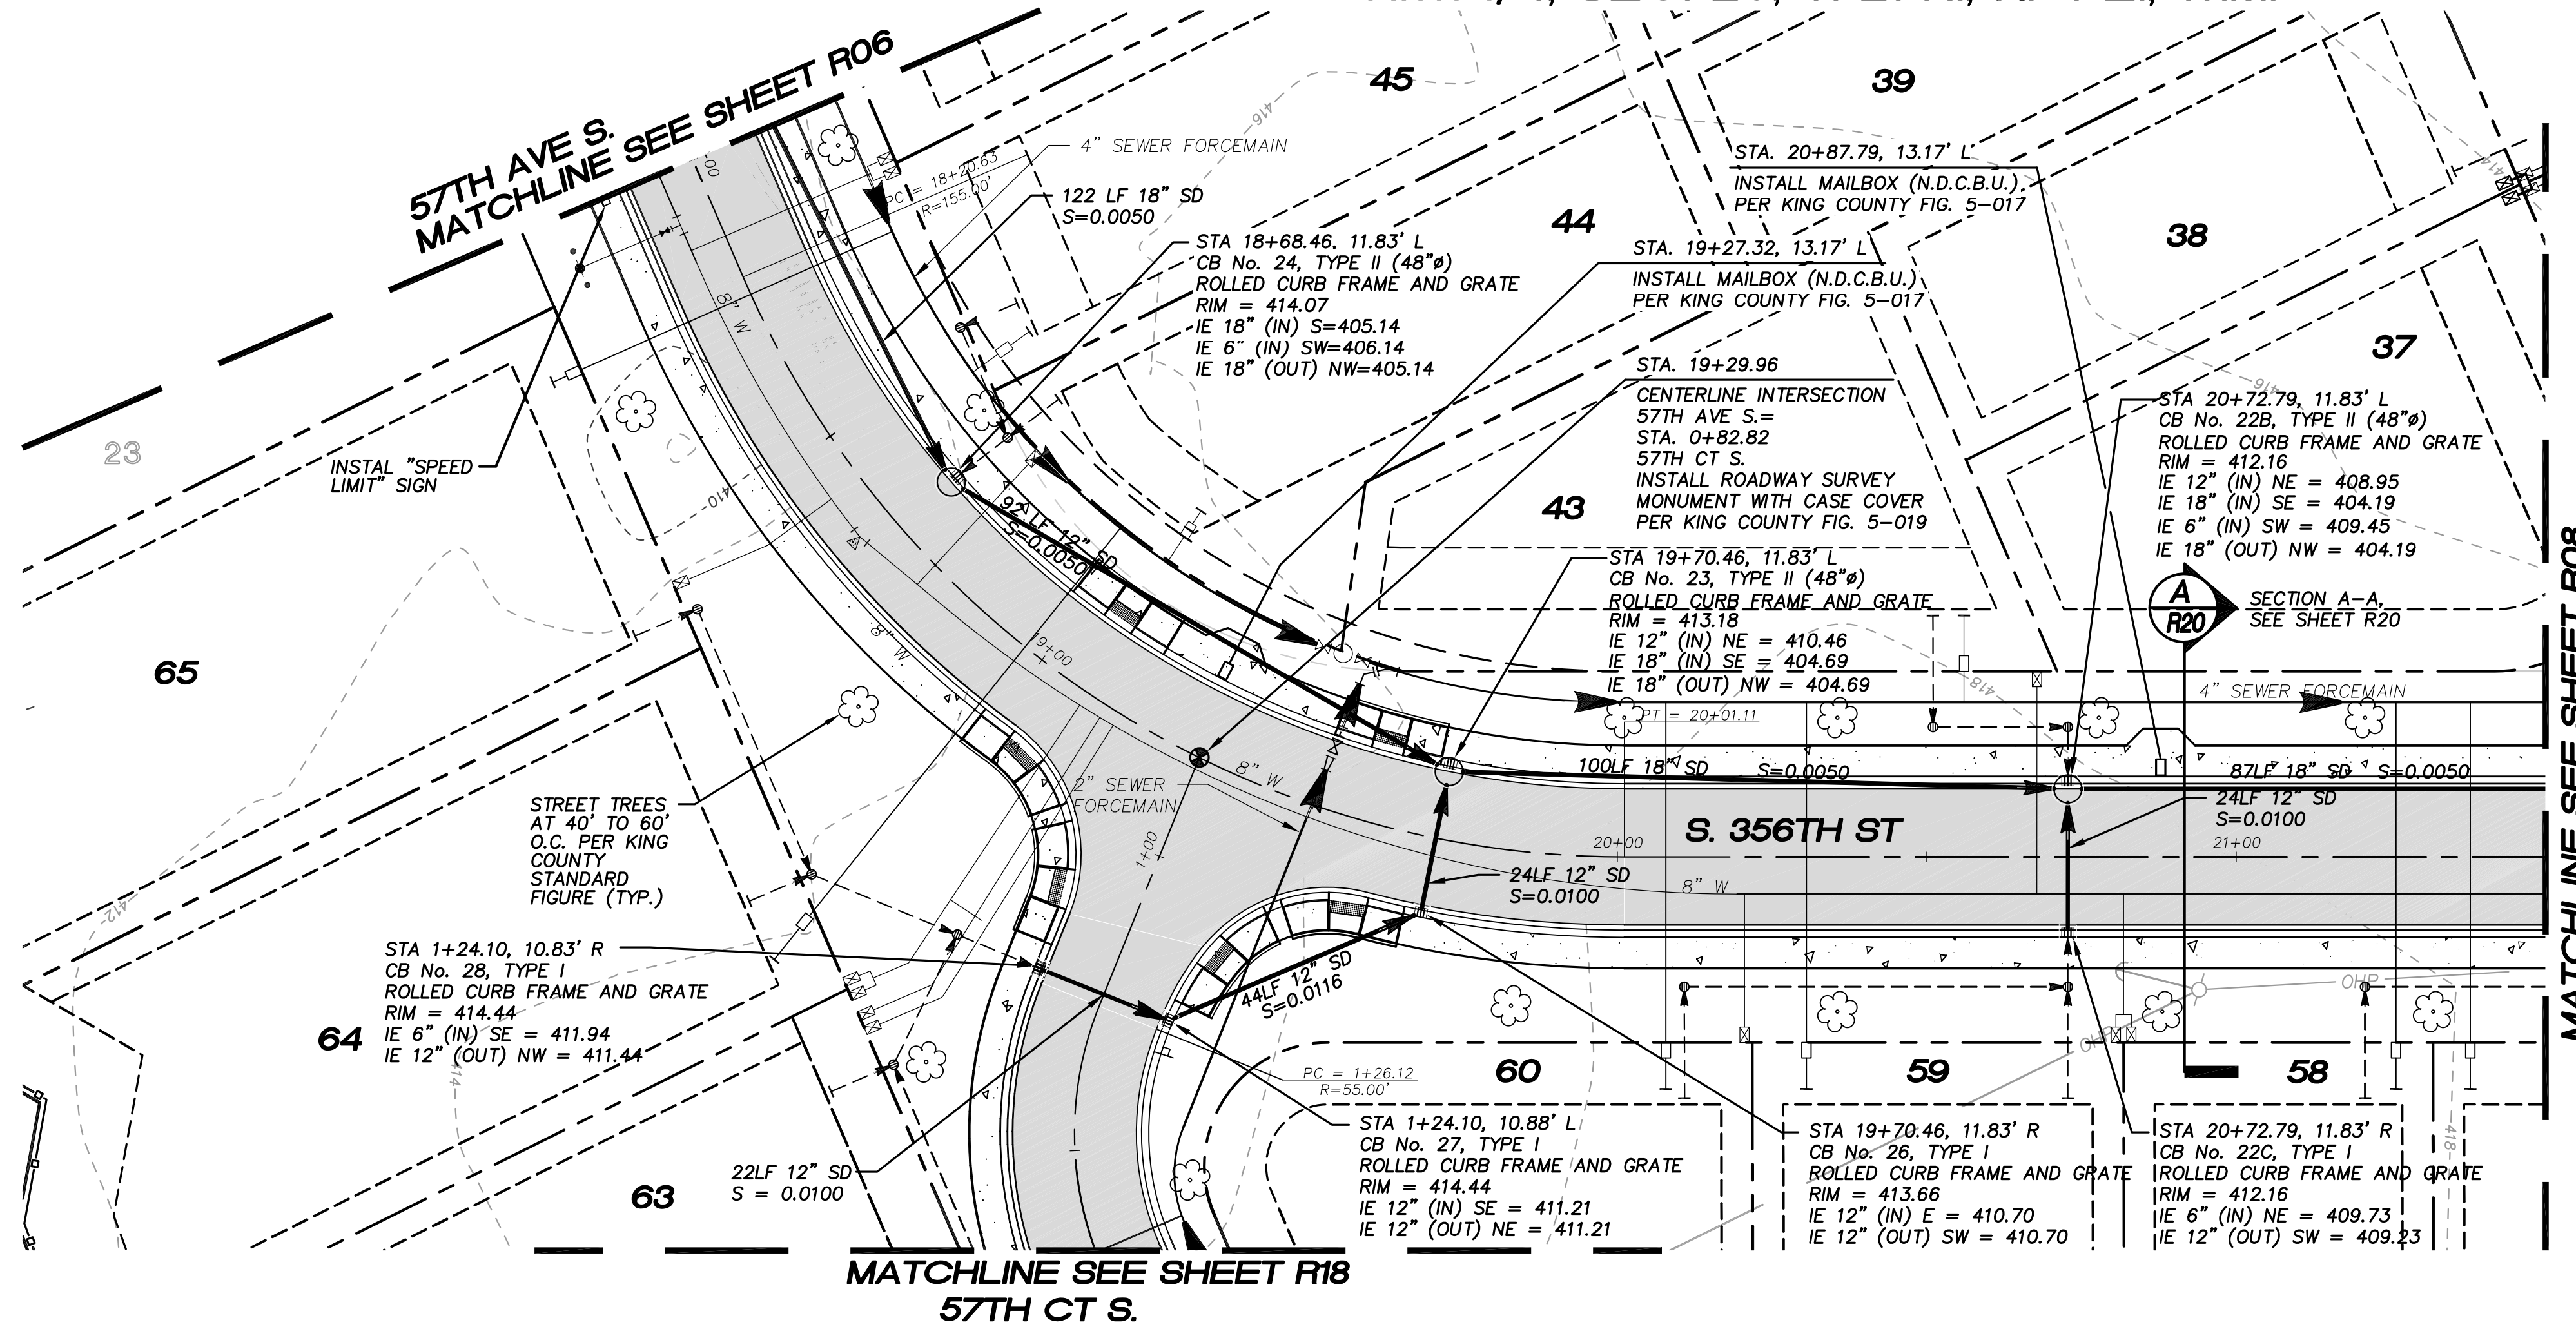 57TH AVE S.
MATCHLINE SEE SHEET R06
45
39
44
38
37
43
65
64
63
60
59
58
23
416
414
416
410
418
412
414
418
4" SEWER FORCEMAIN
PC = 18+20.63
R=155.00'
122 LF 18" SD
S=0.0050
STA 18+68.46, 11.83' L
CB No. 24, TYPE II (48"ø)
ROLLED CURB FRAME AND GRATE
RIM = 414.07
IE 18" (IN) S=405.14
IE 6" (IN) SW=406.14
IE 18" (OUT) NW=405.14
STA. 20+87.79, 13.17' L
INSTALL MAILBOX (N.D.C.B.U.)
PER KING COUNTY FIG. 5-017
STA. 19+27.32, 13.17' L
INSTALL MAILBOX (N.D.C.B.U.)
PER KING COUNTY FIG. 5-017
STA. 19+29.96
CENTERLINE INTERSECTION
57TH AVE S.=
STA. 0+82.82
57TH CT S.
INSTALL ROADWAY SURVEY
MONUMENT WITH CASE COVER
PER KING COUNTY FIG. 5-019
STA 20+72.79, 11.83' L
CB No. 22B, TYPE II (48"ø)
ROLLED CURB FRAME AND GRATE
RIM = 412.16
IE 12" (IN) NE = 408.95
IE 18" (IN) SE = 404.19
IE 6" (IN) SW = 409.45
IE 18" (OUT) NW = 404.19
STA 19+70.46, 11.83' L
CB No. 23, TYPE II (48"ø)
ROLLED CURB FRAME AND GRATE
RIM = 413.18
IE 12" (IN) NE = 410.46
IE 18" (IN) SE = 404.69
IE 18" (OUT) NW = 404.69
A
R20
SECTION A-A,
SEE SHEET R20
INSTAL "SPEED
LIMIT" SIGN
8" W
92 LF 12" SD
S=0.0050
8" W
19+00
8" W
2" SEWER
FORCEMAIN
1+00
PT = 20+01.11
4" SEWER FORCEMAIN
100LF 18" SD S=0.0050
87LF 18" SD S=0.0050
24LF 12" SD
S=0.0100
S. 356TH ST
20+00
21+00
8" W
24LF 12" SD
S=0.0100
44LF 12" SD
S=0.0116
OHP
OHP
STREET TREES
AT 40' TO 60'
O.C. PER KING
COUNTY
STANDARD
FIGURE (TYP.)
STA 1+24.10, 10.83' R
CB No. 28, TYPE I
ROLLED CURB FRAME AND GRATE
RIM = 414.44
IE 6" (IN) SE = 411.94
IE 12" (OUT) NW = 411.44
22LF 12" SD
S = 0.0100
PC = 1+26.12
R=55.00'
STA 1+24.10, 10.88' L
CB No. 27, TYPE I
ROLLED CURB FRAME AND GRATE
RIM = 414.44
IE 12" (IN) SE = 411.21
IE 12" (OUT) NE = 411.21
STA 19+70.46, 11.83' R
CB No. 26, TYPE I
ROLLED CURB FRAME AND GRATE
RIM = 413.66
IE 12" (IN) E = 410.70
IE 12" (OUT) SW = 410.70
STA 20+72.79, 11.83' R
CB No. 22C, TYPE I
ROLLED CURB FRAME AND GRATE
RIM = 412.16
IE 6" (IN) NE = 409.73
IE 12" (OUT) SW = 409.23
MATCHLINE SEE SHEET R08
MATCHLINE SEE SHEET R18
57TH CT S.